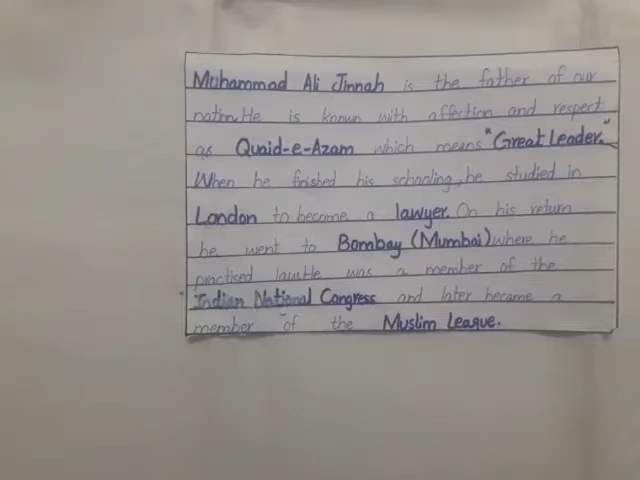 Muhammad Ali Jinnah is the father of our
nation.He is known with affection and respect
as Quaid-e-Azam which means "Great Leader."
When he finished his schooling, he studied in
London to become a lawyer. On his return
he went to Bombay (Mumbai) where he
practised law.He was a member of the
Indian National Congress and later became a
member of the Muslim League.